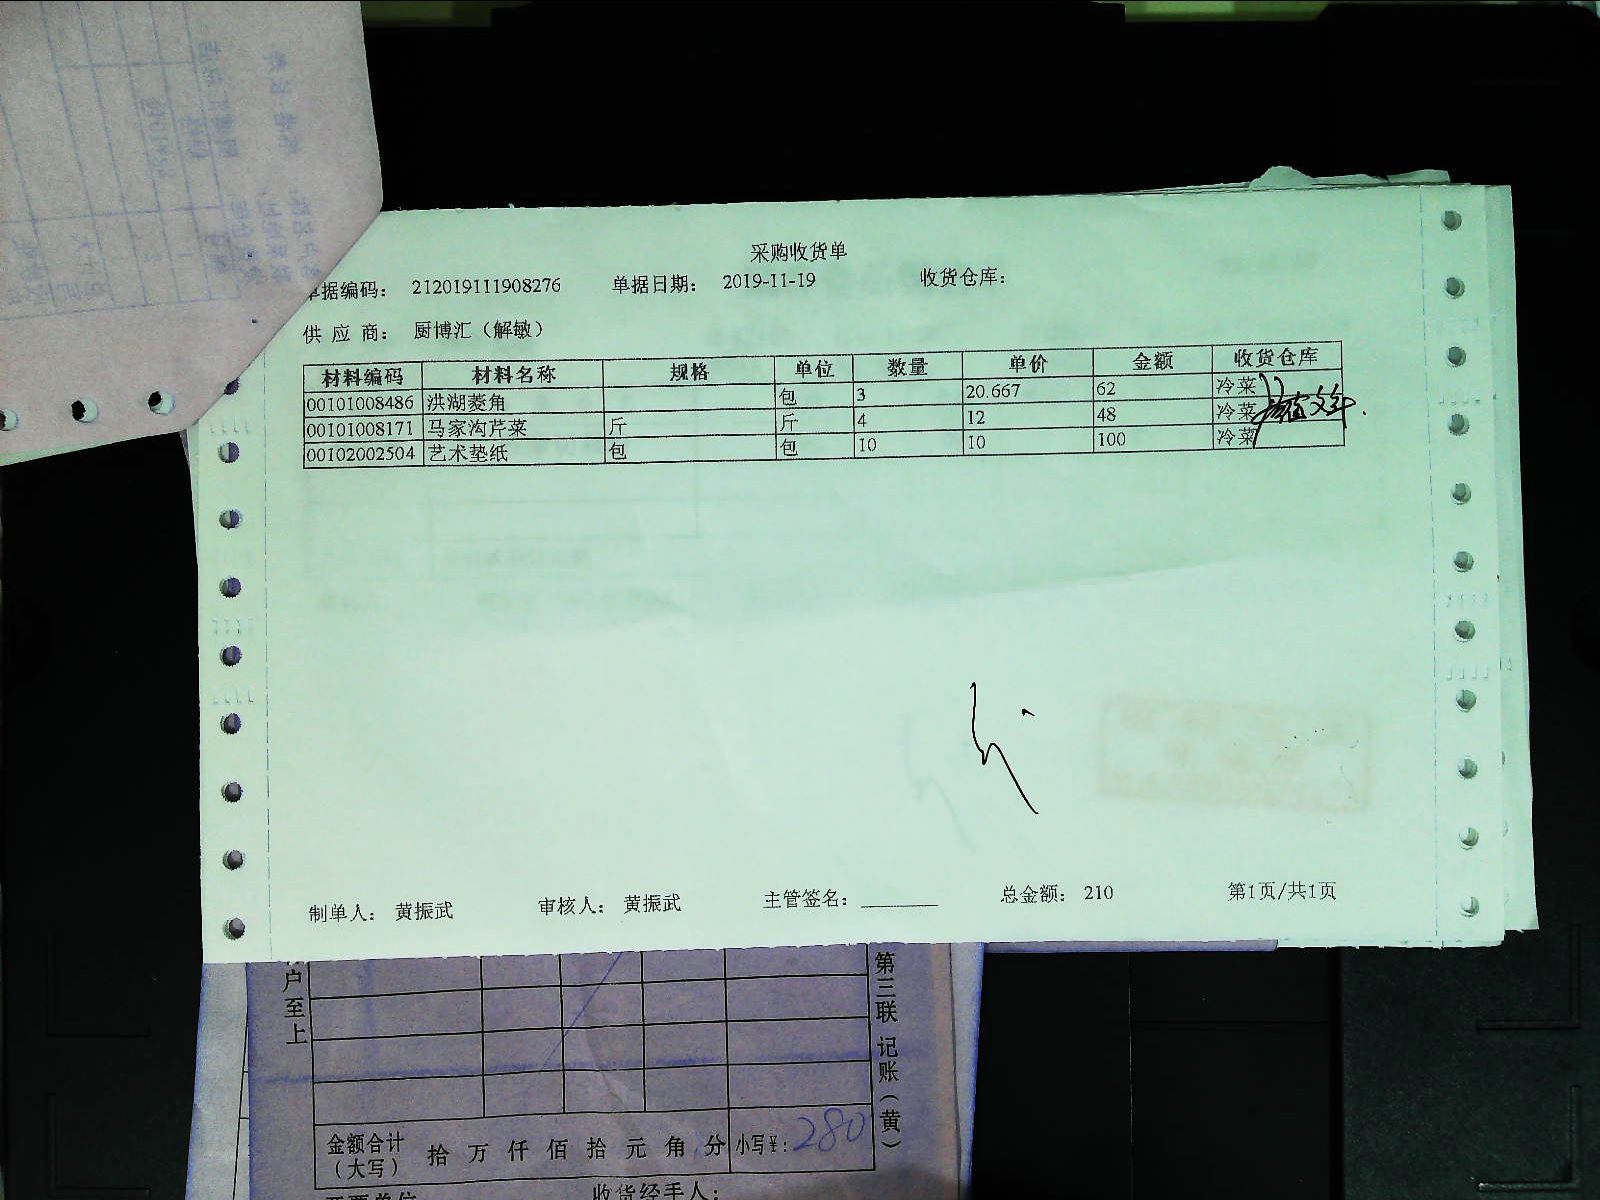 采购收货单
单据编码： 212019111908276 单据日期： 2019-11-19 收货仓库：
供 应 商： 厨博汇（解敏）
材料编码 材料名称 规格 单位 数量 单价 金额 收货仓库
00101008486 洪湖菱角 包 3 20.667 62 冷菜
00101008171 马家沟芹菜 斤 斤 4 12 48 冷菜
00102002504 艺术垫纸 包 包 10 10 100 冷菜
制单人： 黄振武 审核人： 黄振武 主管签名： 总金额： 210 第1页/共1页
户至上
第三联 记账（黄）
金额合计（大写） 拾 万 仟 佰 拾 元 角 分 小写¥: 280
收货经手人：